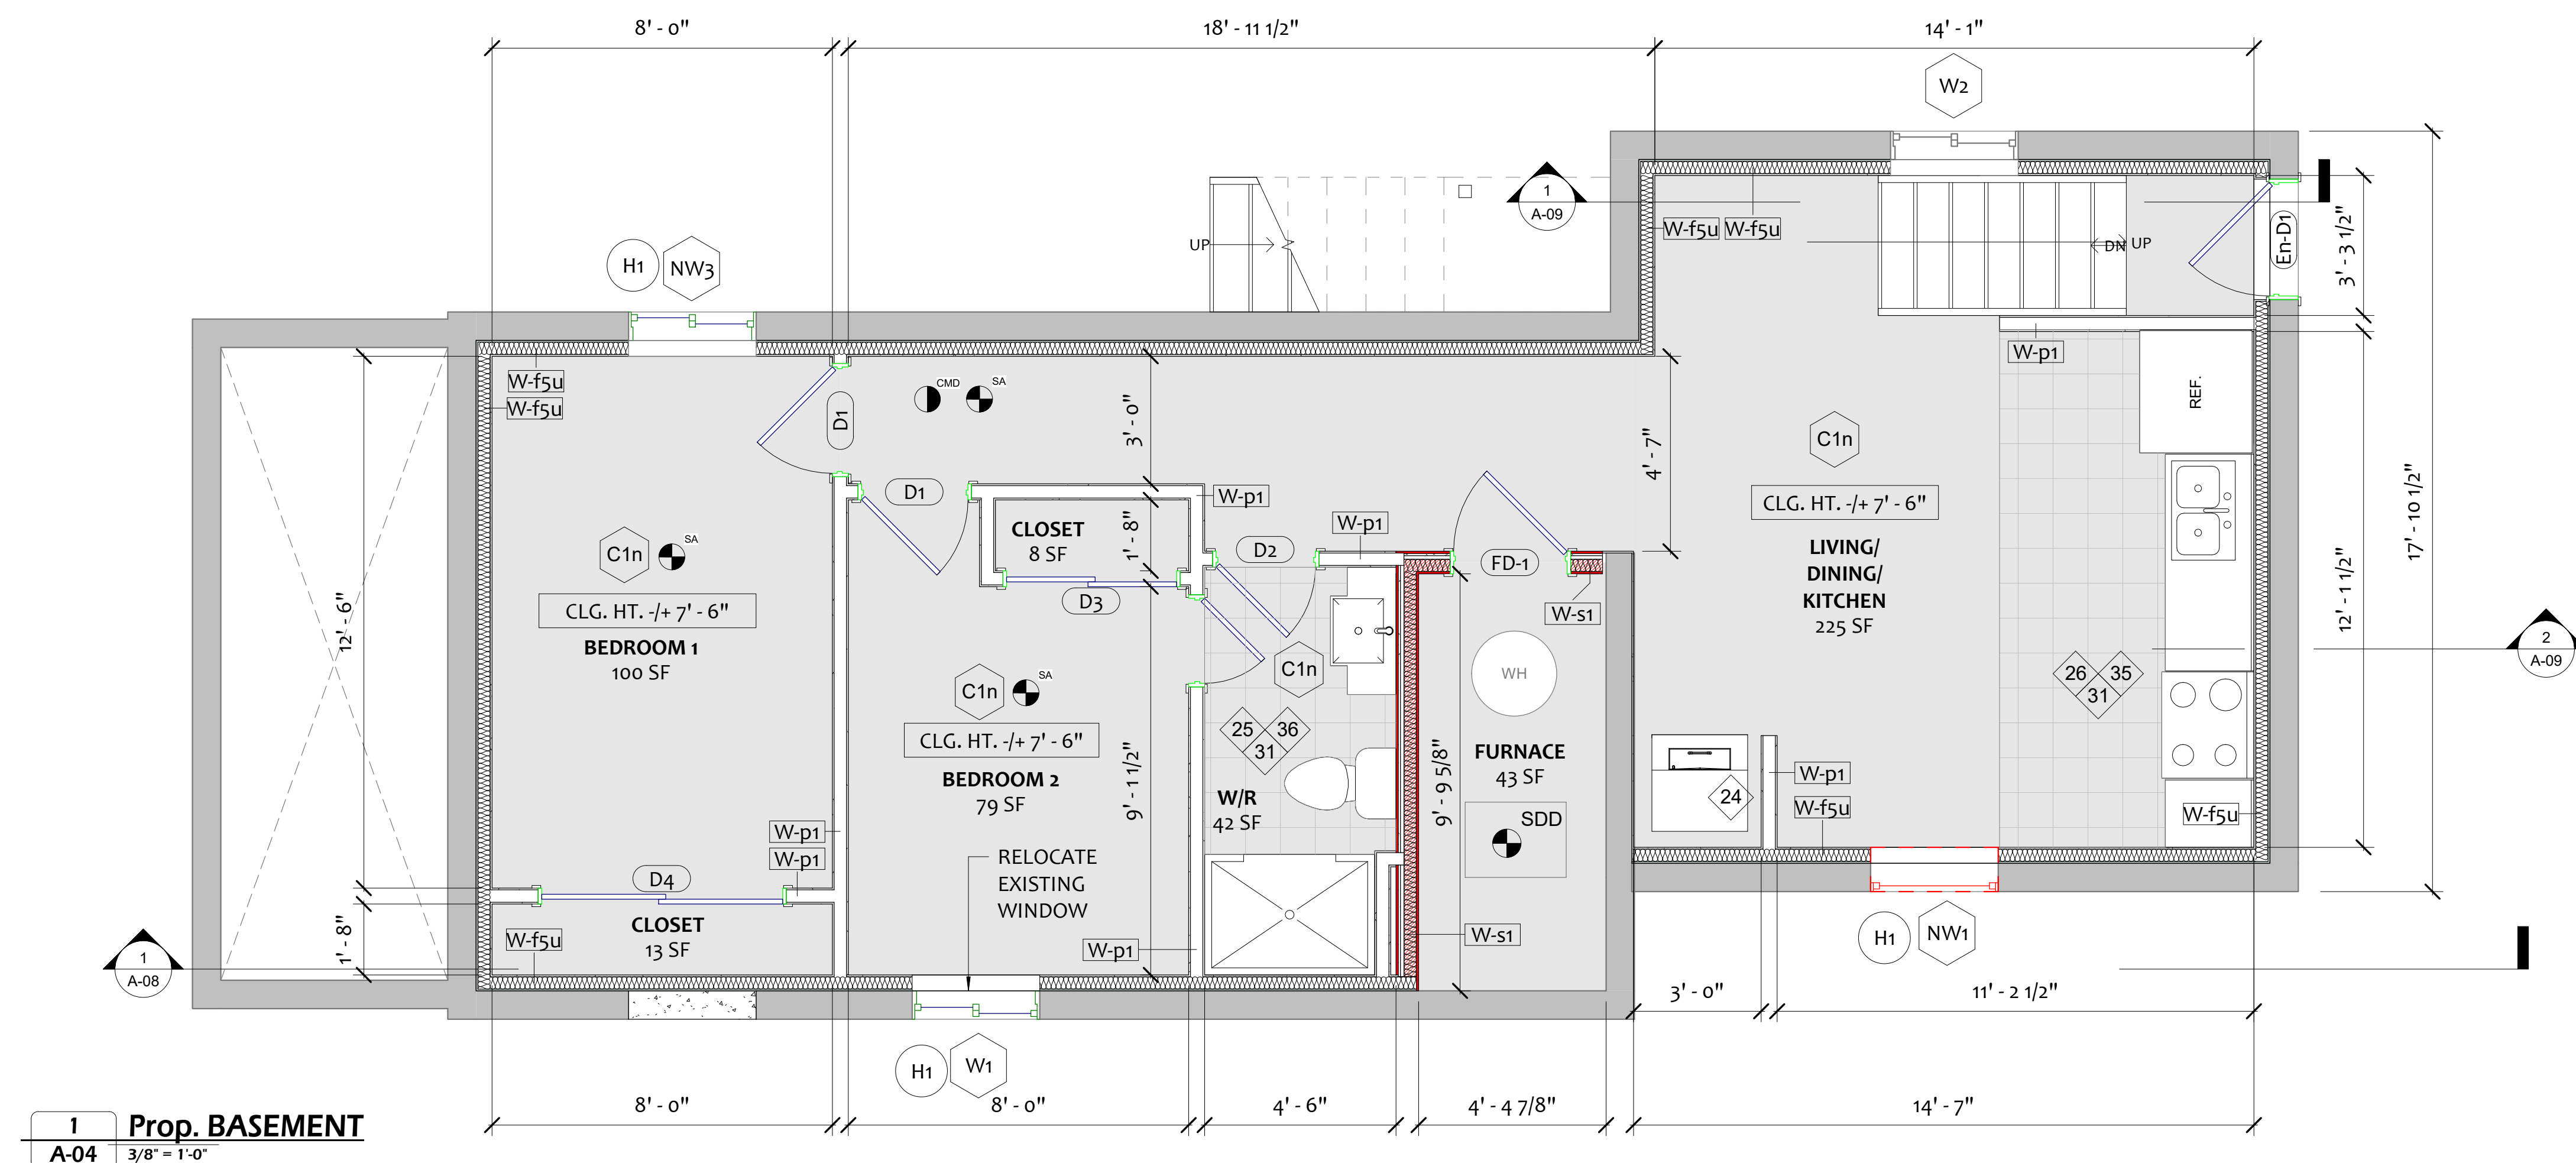 8' - 0"
18' - 11 1/2"
14' - 1"
W2
1
A-09
UP
H1
NW3
W-f5u
W-f5u
DN
UP
En-D1
3' - 3 1/2"
W-f5u
W-f5u
D1
CMD
SA
3' - 0"
4' - 7"
W-p1
REF.
C1n
CLG. HT. -/+ 7' - 6"
LIVING/
DINING/
KITCHEN
225 SF
17' - 10 1/2"
12' - 1 1/2"
D1
CLOSET
8 SF
1' - 8"
W-p1
W-p1
D2
FD-1
D3
W-s1
C1n
SA
CLG. HT. -/+ 7' - 6"
BEDROOM 1
100 SF
12' - 6"
C1n
SA
CLG. HT. -/+ 7' - 6"
BEDROOM 2
79 SF
9' - 1 1/2"
C1n
25
36
31
W/R
42 SF
WH
FURNACE
43 SF
9' - 9 5/8"
SDD
26
35
31
2
A-09
24
W-p1
W-f5u
W-f5u
W-p1
W-p1
RELOCATE
EXISTING
WINDOW
D4
CLOSET
13 SF
W-f5u
1' - 8"
W-p1
W-s1
H1
NW1
1
A-08
3' - 0"
11' - 2 1/2"
H1
W1
8' - 0"
8' - 0"
4' - 6"
4' - 4 7/8"
14' - 7"
1
A-04
Prop. BASEMENT
3/8" = 1'-0"